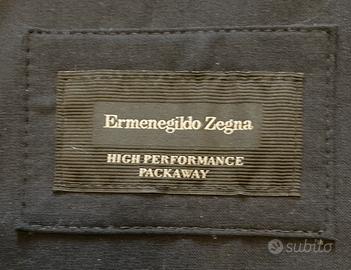 Ermenegildo Zegna
HIGH PERFORMANCE
PACKAWAY
subito